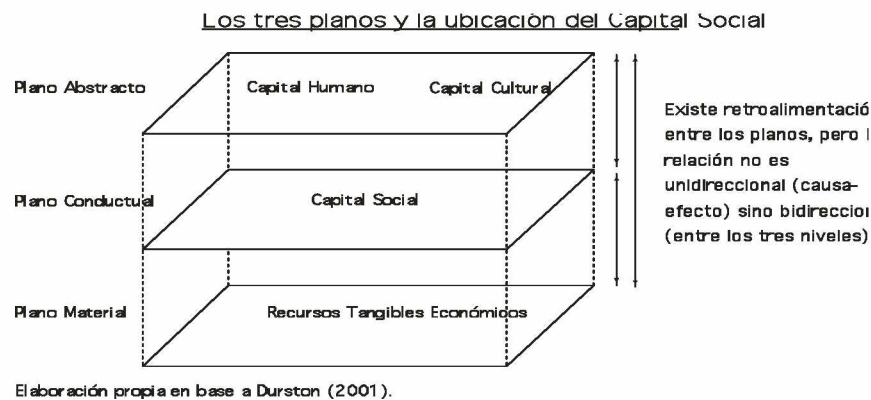 Los tres planos y la ubicación del Capital Social
Plano Abstracto
Capital Humano
Capital Cultural
Existe retroalimentació
entre los planos, pero l
relación no es
unidireccional (causa-
efecto) sino bidireccion
(entre los tres niveles)
Plano Conductual
Capital Social
Plano Material
Recursos Tangibles Económicos
Elaboración propia en base a Durston (2001).